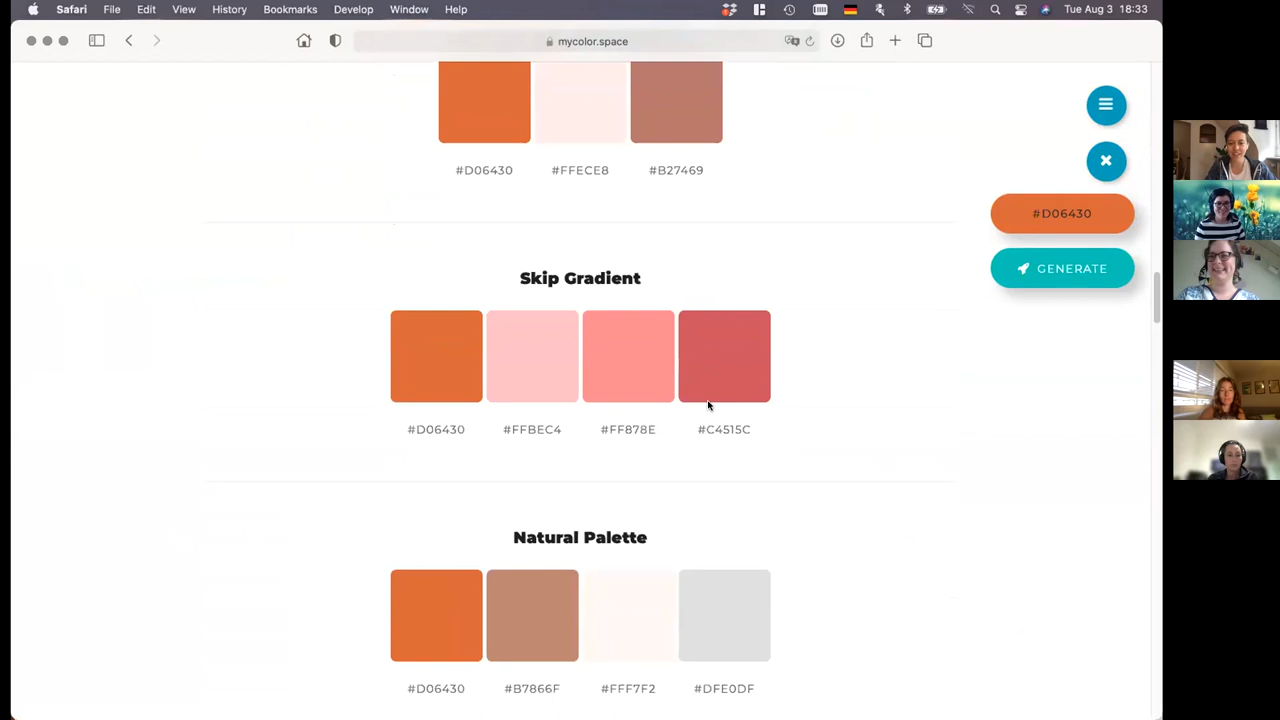 Safari File Edit View History Bookmarks Develop Window Help Tue Aug 3 18:33
mycolor.space
#D06430 #FFECE8 #B27469
#D06430
GENERATE
Skip Gradient
#D06430 #FFBEC4 #FF878E #C4515C
Natural Palette
#D06430 #B7866F #FFF7F2 #DFE0DF